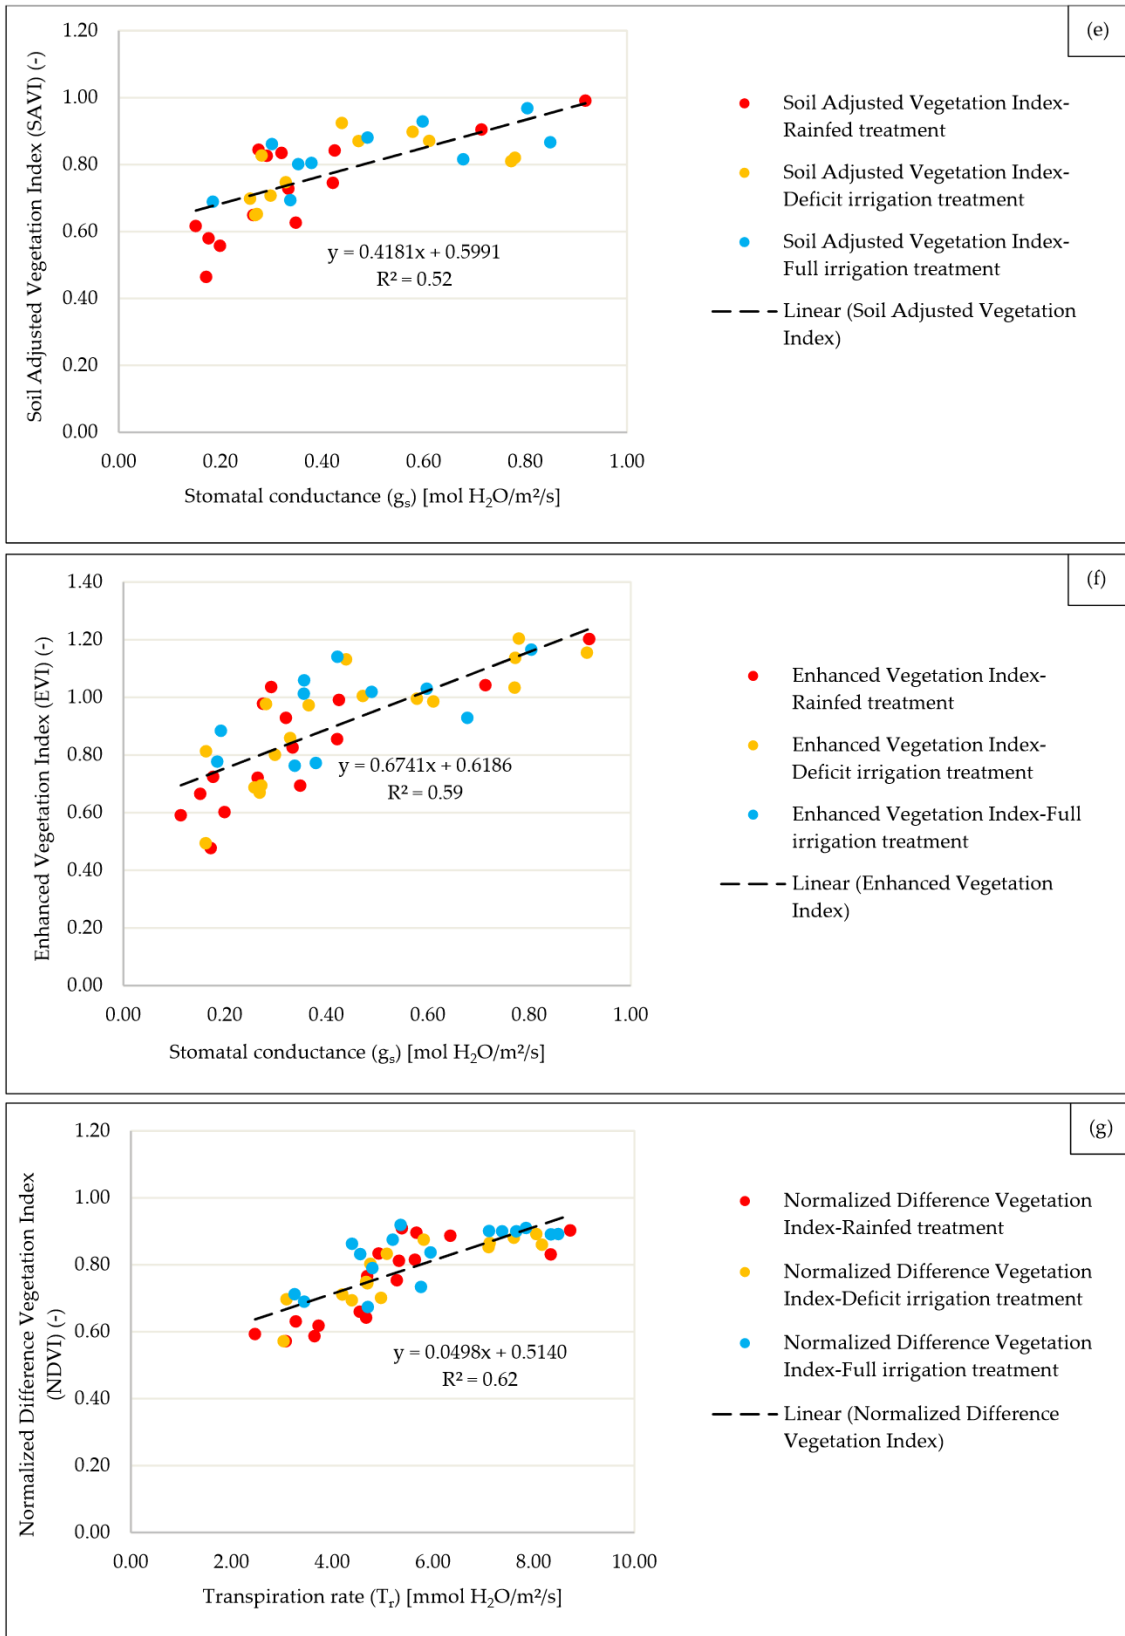 (e)
Soil Adjusted Vegetation Index (SAVI) (-)
1.20
1.00
0.80
0.60
0.40
0.20
0.00
0.00 0.20 0.40 0.60 0.80 1.00
Stomatal conductance (gₛ) [mol H₂O/m²/s]
y = 0.4181x + 0.5991
R² = 0.52
Soil Adjusted Vegetation Index-
Rainfed treatment
Soil Adjusted Vegetation Index-
Deficit irrigation treatment
Soil Adjusted Vegetation Index-
Full irrigation treatment
Linear (Soil Adjusted Vegetation
Index)
(f)
Enhanced Vegetation Index (EVI) (-)
1.40
1.20
1.00
0.80
0.60
0.40
0.20
0.00
0.00 0.20 0.40 0.60 0.80 1.00
Stomatal conductance (gₛ) [mol H₂O/m²/s]
y = 0.6741x + 0.6186
R² = 0.59
Enhanced Vegetation Index-
Rainfed treatment
Enhanced Vegetation Index-
Deficit irrigation treatment
Enhanced Vegetation Index-Full
irrigation treatment
Linear (Enhanced Vegetation
Index)
(g)
Normalized Difference Vegetation Index
(NDVI) (-)
1.20
1.00
0.80
0.60
0.40
0.20
0.00
0.00 2.00 4.00 6.00 8.00 10.00
Transpiration rate (Tᵣ) [mmol H₂O/m²/s]
y = 0.0498x + 0.5140
R² = 0.62
Normalized Difference Vegetation
Index-Rainfed treatment
Normalized Difference Vegetation
Index-Deficit irrigation treatment
Normalized Difference Vegetation
Index-Full irrigation treatment
Linear (Normalized Difference
Vegetation Index)